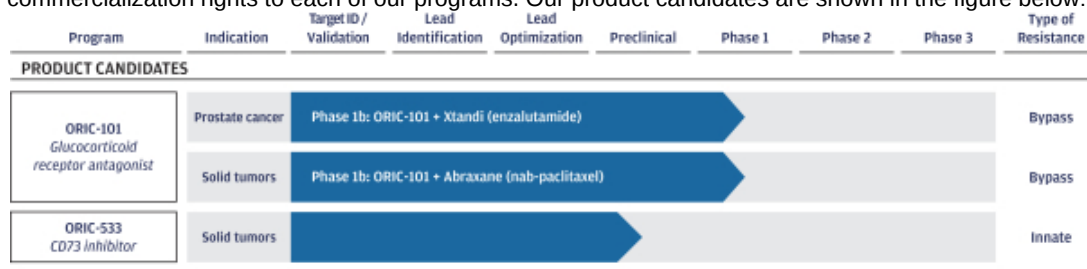 commercialization rights to each of our programs. Our product candidates are shown in the figure below.
Program
Indication
Target ID /
Validation
Lead
Identification
Lead
Optimization
Preclinical
Phase 1
Phase 2
Phase 3
Type of
Resistance
PRODUCT CANDIDATES
ORIC-101
Glucocorticoid
receptor antagonist
Prostate cancer
Phase 1b: ORIC-101 + Xtandi (enzalutamide)
Bypass
Solid tumors
Phase 1b: ORIC-101 + Abraxane (nab-paclitaxel)
Bypass
ORIC-533
CD73 inhibitor
Solid tumors
Innate